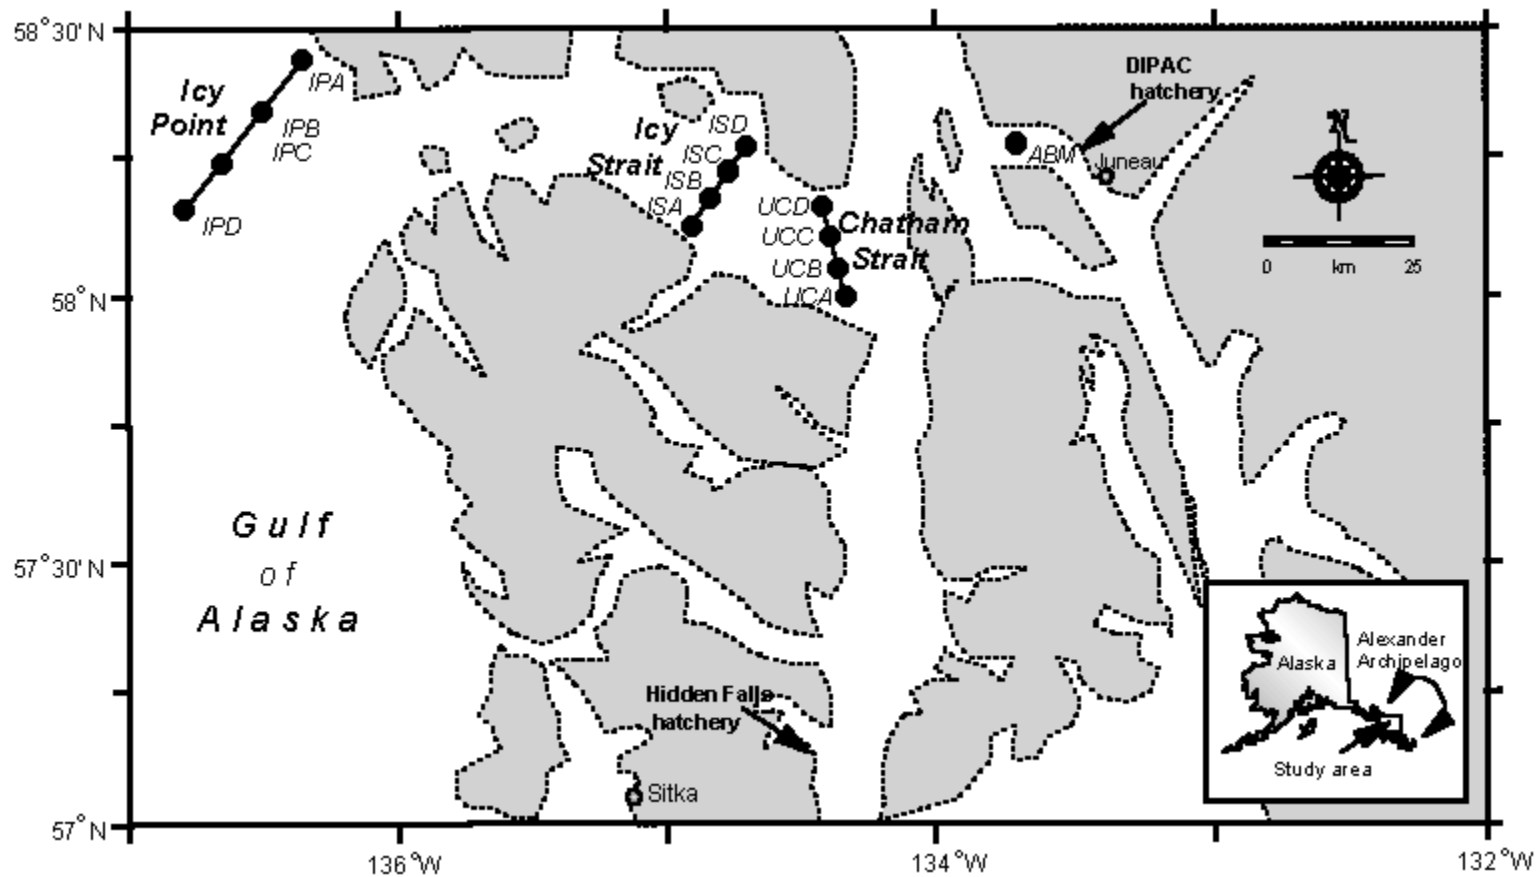 58°30' N
Icy
Point
IPA
IPB
IPC
IPD
Icy
Strait
ISD
ISC
ISB
ISA
UCD
UCC
UCB
UCA
Chatham
Strait
DIPAC
hatchery
ABM
Juneau
N
0 km 25
58° N
Gulf
of
Alaska
57°30' N
Hidden Falls
hatchery
Sitka
Alaska
Alexander
Archipelago
Study area
57° N
136°W
134°W
132°W